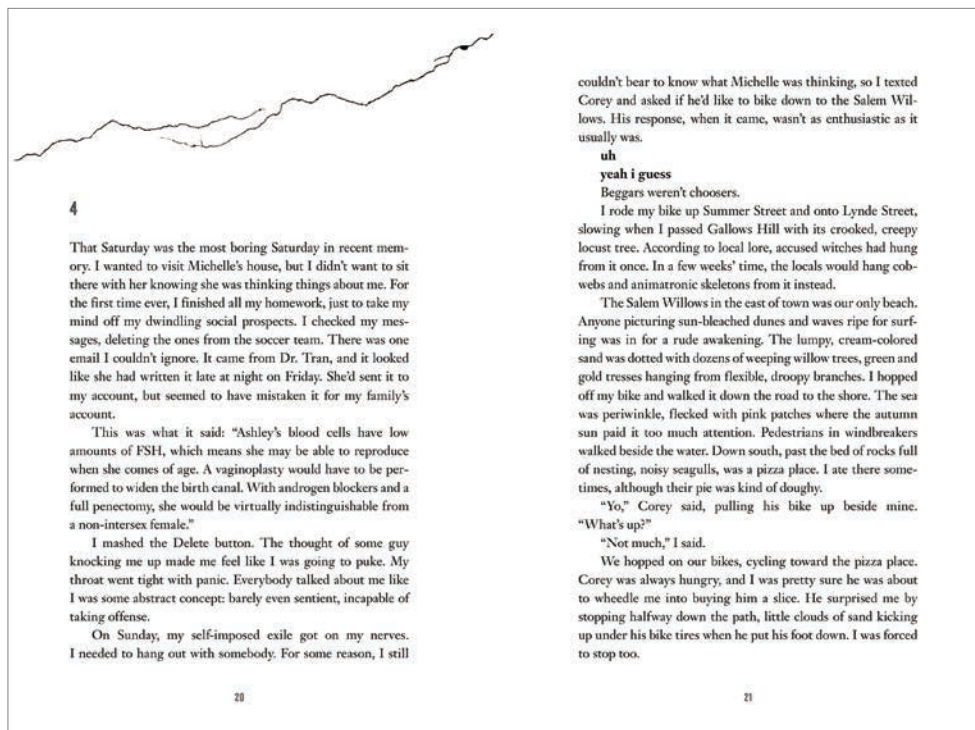 4
That Saturday was the most boring Saturday in recent mem-
ory. I wanted to visit Michelle's house, but I didn't want to sit
there with her knowing she was thinking things about me. For
the first time ever, I finished all my homework, just to take my
mind off my dwindling social prospects. I checked my mes-
sages, deleting the ones from the soccer team. There was one
email I couldn't ignore. It came from Dr. Tran, and it looked
like she had written it late at night on Friday. She'd sent it to
my account, but seemed to have mistaken it for my family's
account.
This was what it said: “Ashley's blood cells have low
amounts of FSH, which means she may be able to reproduce
when she comes of age. A vaginoplasty would have to be per-
formed to widen the birth canal. With androgen blockers and a
full penectomy, she would be virtually indistinguishable from
a non-intersex female.”
I mashed the Delete button. The thought of some guy
knocking me up made me feel like I was going to puke. My
throat went tight with panic. Everybody talked about me like
I was some abstract concept: barely even sentient, incapable of
taking offense.
On Sunday, my self-imposed exile got on my nerves.
I needed to hang out with somebody. For some reason, I still
20
couldn't bear to know what Michelle was thinking, so I texted
Corey and asked if he'd like to bike down to the Salem Wil-
lows. His response, when it came, wasn't as enthusiastic as it
usually was.
uh
yeah i guess
Beggars weren't choosers.
I rode my bike up Summer Street and onto Lynde Street,
slowing when I passed Gallows Hill with its crooked, creepy
locust tree. According to local lore, accused witches had hung
from it once. In a few weeks' time, the locals would hang cob-
webs and animatronic skeletons from it instead.
The Salem Willows in the east of town was our only beach.
Anyone picturing sun-bleached dunes and waves ripe for surf-
ing was in for a rude awakening. The lumpy, cream-colored
sand was dotted with dozens of weeping willow trees, green and
gold tresses hanging from flexible, droopy branches. I hopped
off my bike and walked it down the road to the shore. The sea
was periwinkle, flecked with pink patches where the autumn
sun paid it too much attention. Pedestrians in windbreakers
walked beside the water. Down south, past the bed of rocks full
of nesting, noisy seagulls, was a pizza place. I ate there some-
times, although their pie was kind of doughy.
“Yo,” Corey said, pulling his bike up beside mine.
“What's up?”
“Not much,” I said.
We hopped on our bikes, cycling toward the pizza place.
Corey was always hungry, and I was pretty sure he was about
to wheedle me into buying him a slice. He surprised me by
stopping halfway down the path, little clouds of sand kicking
up under his bike tires when he put his foot down. I was forced
to stop too.
21